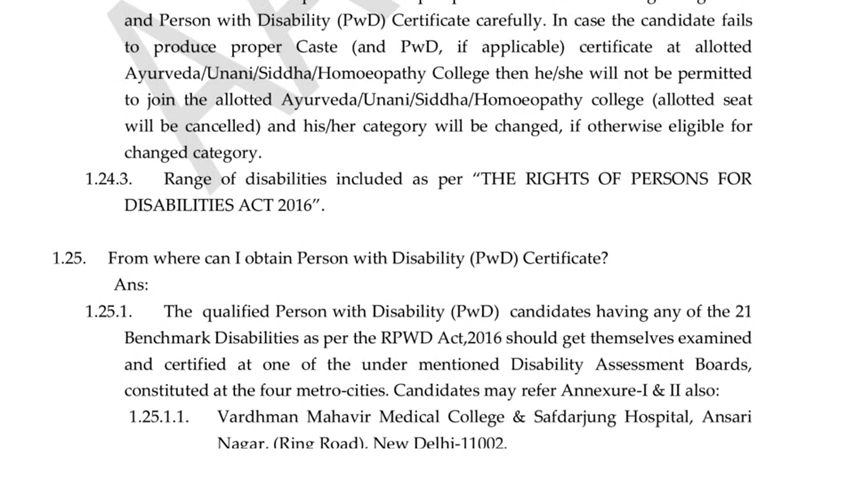 and Person with Disability (PwD) Certificate carefully. In case the candidate fails
to produce proper Caste (and PwD, if applicable) certificate at allotted
Ayurveda/Unani/Siddha/Homoeopathy College then he/she will not be permitted
to join the allotted Ayurveda/Unani/Siddha/Homoeopathy college (allotted seat
will be cancelled) and his/her category will be changed, if otherwise eligible for
changed category.
1.24.3. Range of disabilities included as per “THE RIGHTS OF PERSONS FOR
DISABILITIES ACT 2016”.
1.25. From where can I obtain Person with Disability (PwD) Certificate?
Ans:
1.25.1. The qualified Person with Disability (PwD) candidates having any of the 21
Benchmark Disabilities as per the RPWD Act,2016 should get themselves examined
and certified at one of the under mentioned Disability Assessment Boards,
constituted at the four metro-cities. Candidates may refer Annexure-I & II also:
1.25.1.1. Vardhman Mahavir Medical College & Safdarjung Hospital, Ansari
Nagar, (Ring Road), New Delhi-11002.